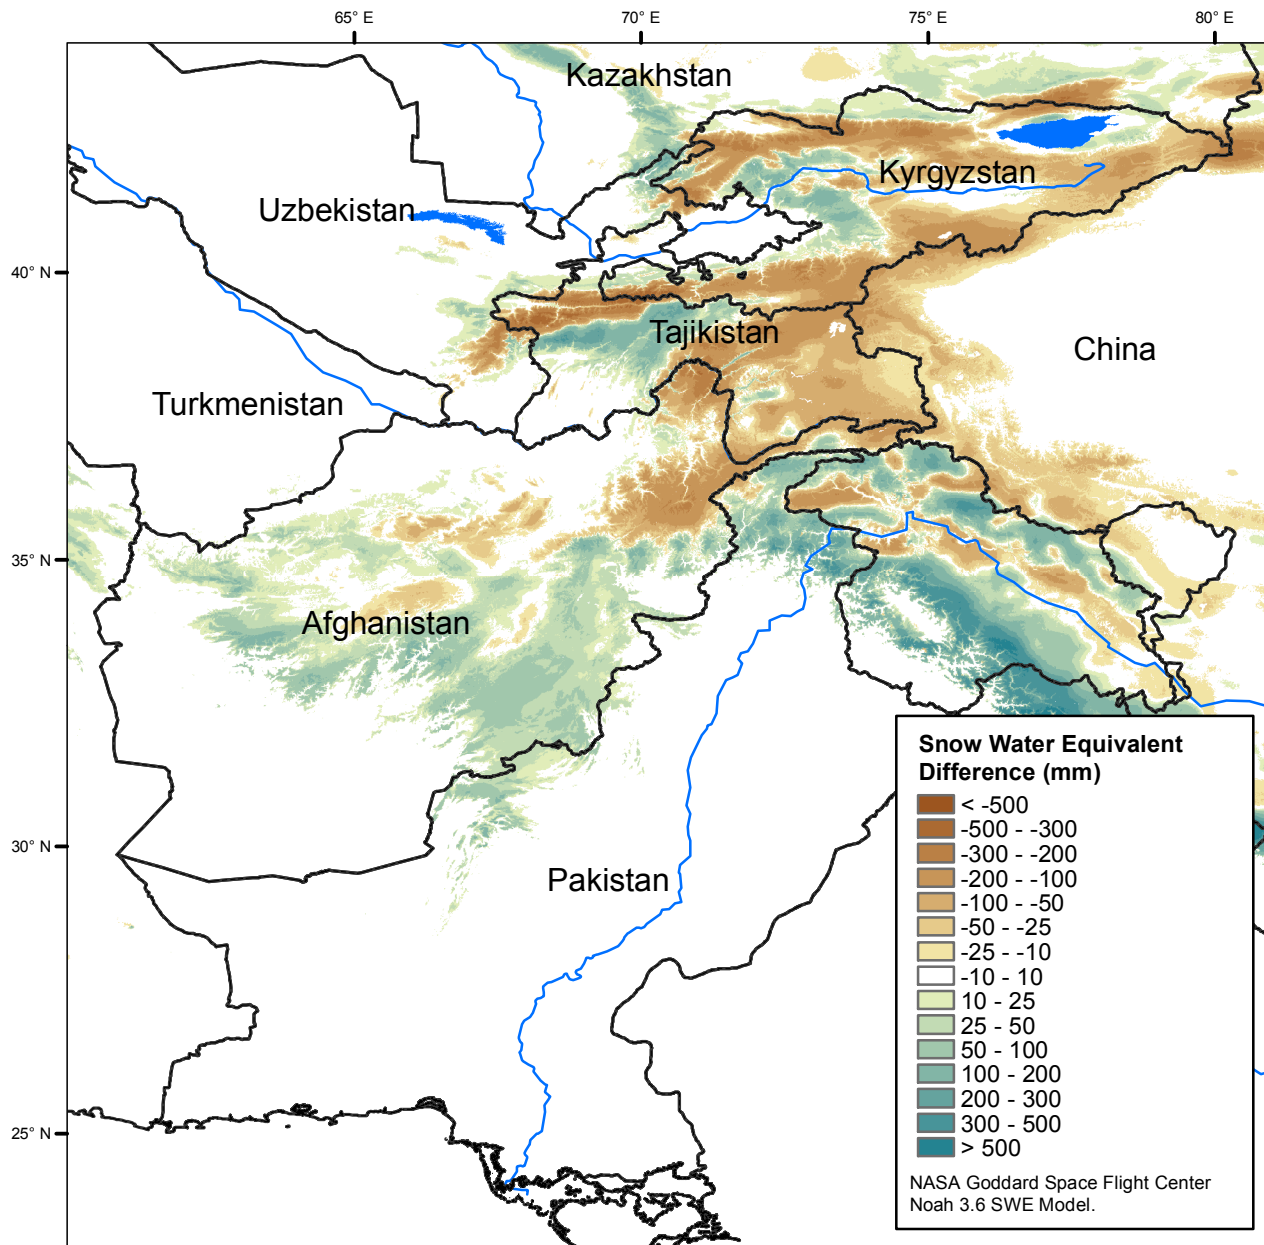 65° E
70° E
75° E
80° E
Kazakhstan
Kyrgyzstan
Uzbekistan
40° N
Tajikistan
China
Turkmenistan
35° N
Afghanistan
30° N
Pakistan
25° N
Snow Water Equivalent
Difference (mm)
< -500
-500 - -300
-300 - -200
-200 - -100
-100 - -50
-50 - -25
-25 - -10
-10 - 10
10 - 25
25 - 50
50 - 100
100 - 200
200 - 300
300 - 500
> 500
NASA Goddard Space Flight Center
Noah 3.6 SWE Model.